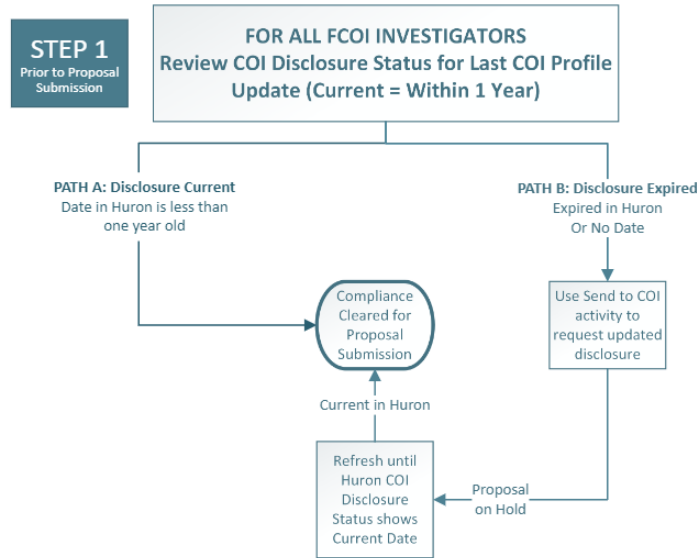 STEP 1
Prior to Proposal
Submission
FOR ALL FCOI INVESTIGATORS
Review COI Disclosure Status for Last COI Profile
Update (Current = Within 1 Year)
PATH A: Disclosure Current
Date in Huron is less than
one year old
PATH B: Disclosure Expired
Expired in Huron
Or No Date
Compliance
Cleared for
Proposal
Submission
Use Send to COI
activity to
request updated
disclosure
Current in Huron
Refresh until
Huron COI
Disclosure
Status shows
Current Date
Proposal
on Hold